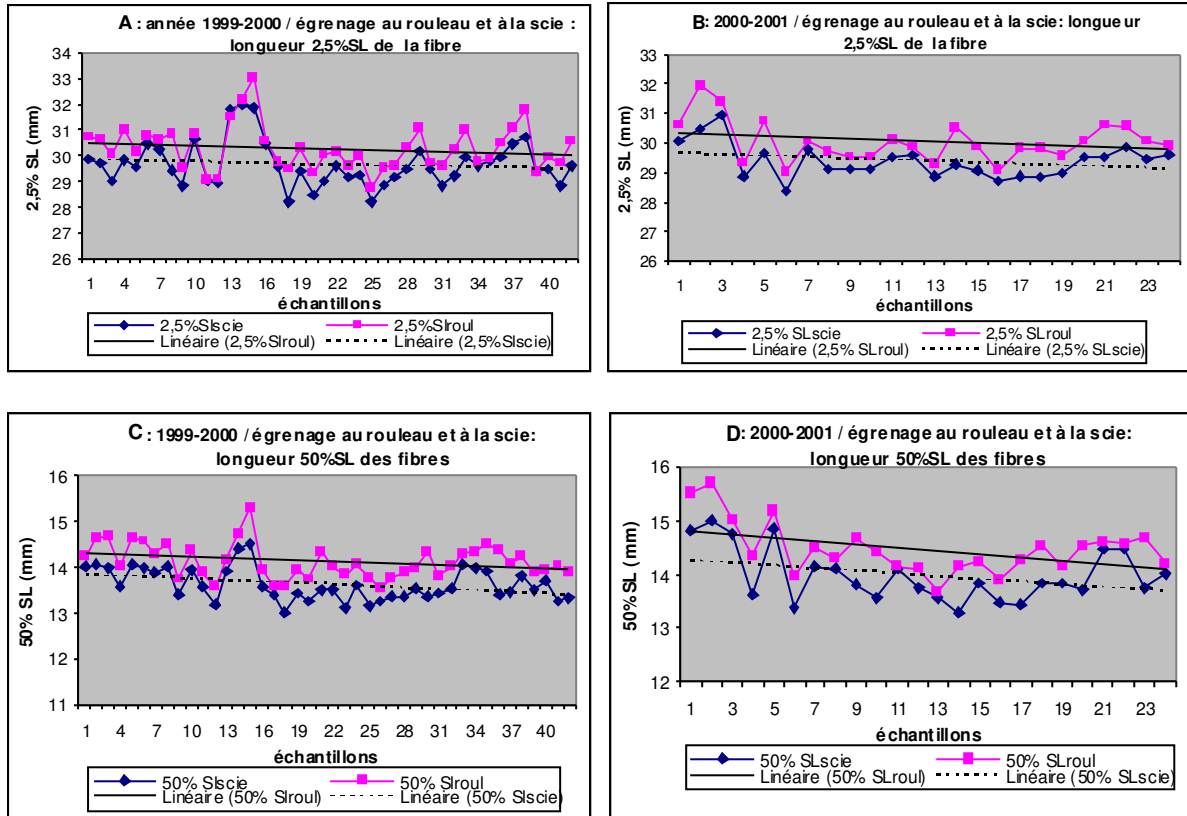 A : année 1999-2000 / égrenage au rouleau et à la scie :
longueur 2,5%SL de la fibre
2,5% SL (mm)
34
33
32
31
30
29
28
27
26
1 4 7 10 13 16 19 22 25 28 31 34 37 40
échantillons
2,5%Slscie
2,5%Slroul
Linéaire (2,5%Slroul)
Linéaire (2,5%Slscie)
B: 2000-2001 / égrenage au rouleau et à la scie: longueur
2,5%SL de la fibre
2,5% SL (mm)
33
32
31
30
29
28
27
26
1 3 5 7 9 11 13 15 17 19 21 23
échantillons
2,5% SLscie
2,5% SLroul
Linéaire (2,5% SLroul)
Linéaire (2,5% SLscie)
C : 1999-2000 / égrenage au rouleau et à la scie:
longueur 50%SL des fibres
50% SL (mm)
16
15
14
13
12
11
1 4 7 10 13 16 19 22 25 28 31 34 37 40
échantillons
50% Slscie
50% Slroul
Linéaire (50% Slroul)
Linéaire (50% Slscie)
D : 2000-2001 / égrenage au rouleau et à la scie:
longueur 50%SL des fibres
50% SL (mm)
16
15
14
13
12
1 3 5 7 9 11 13 15 17 19 21 23
échantillons
50% SLscie
50% SLroul
Linéaire (50% SLroul)
Linéaire (50% SLscie)